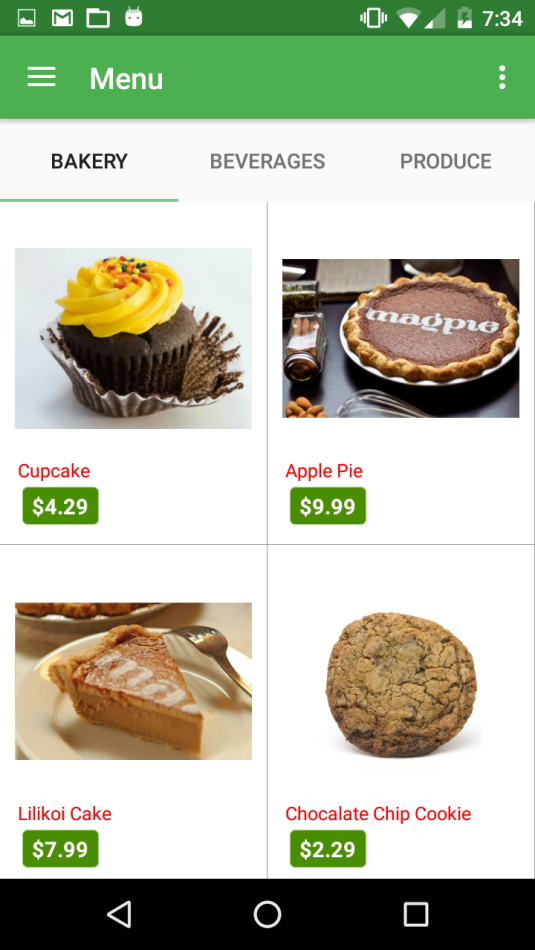 7:34
Menu
BAKERY BEVERAGES PRODUCE
magpie
Cupcake
$4.29
Apple Pie
$9.99
ma
Lilikoi Cake
$7.99
Chocalate Chip Cookie
$2.29